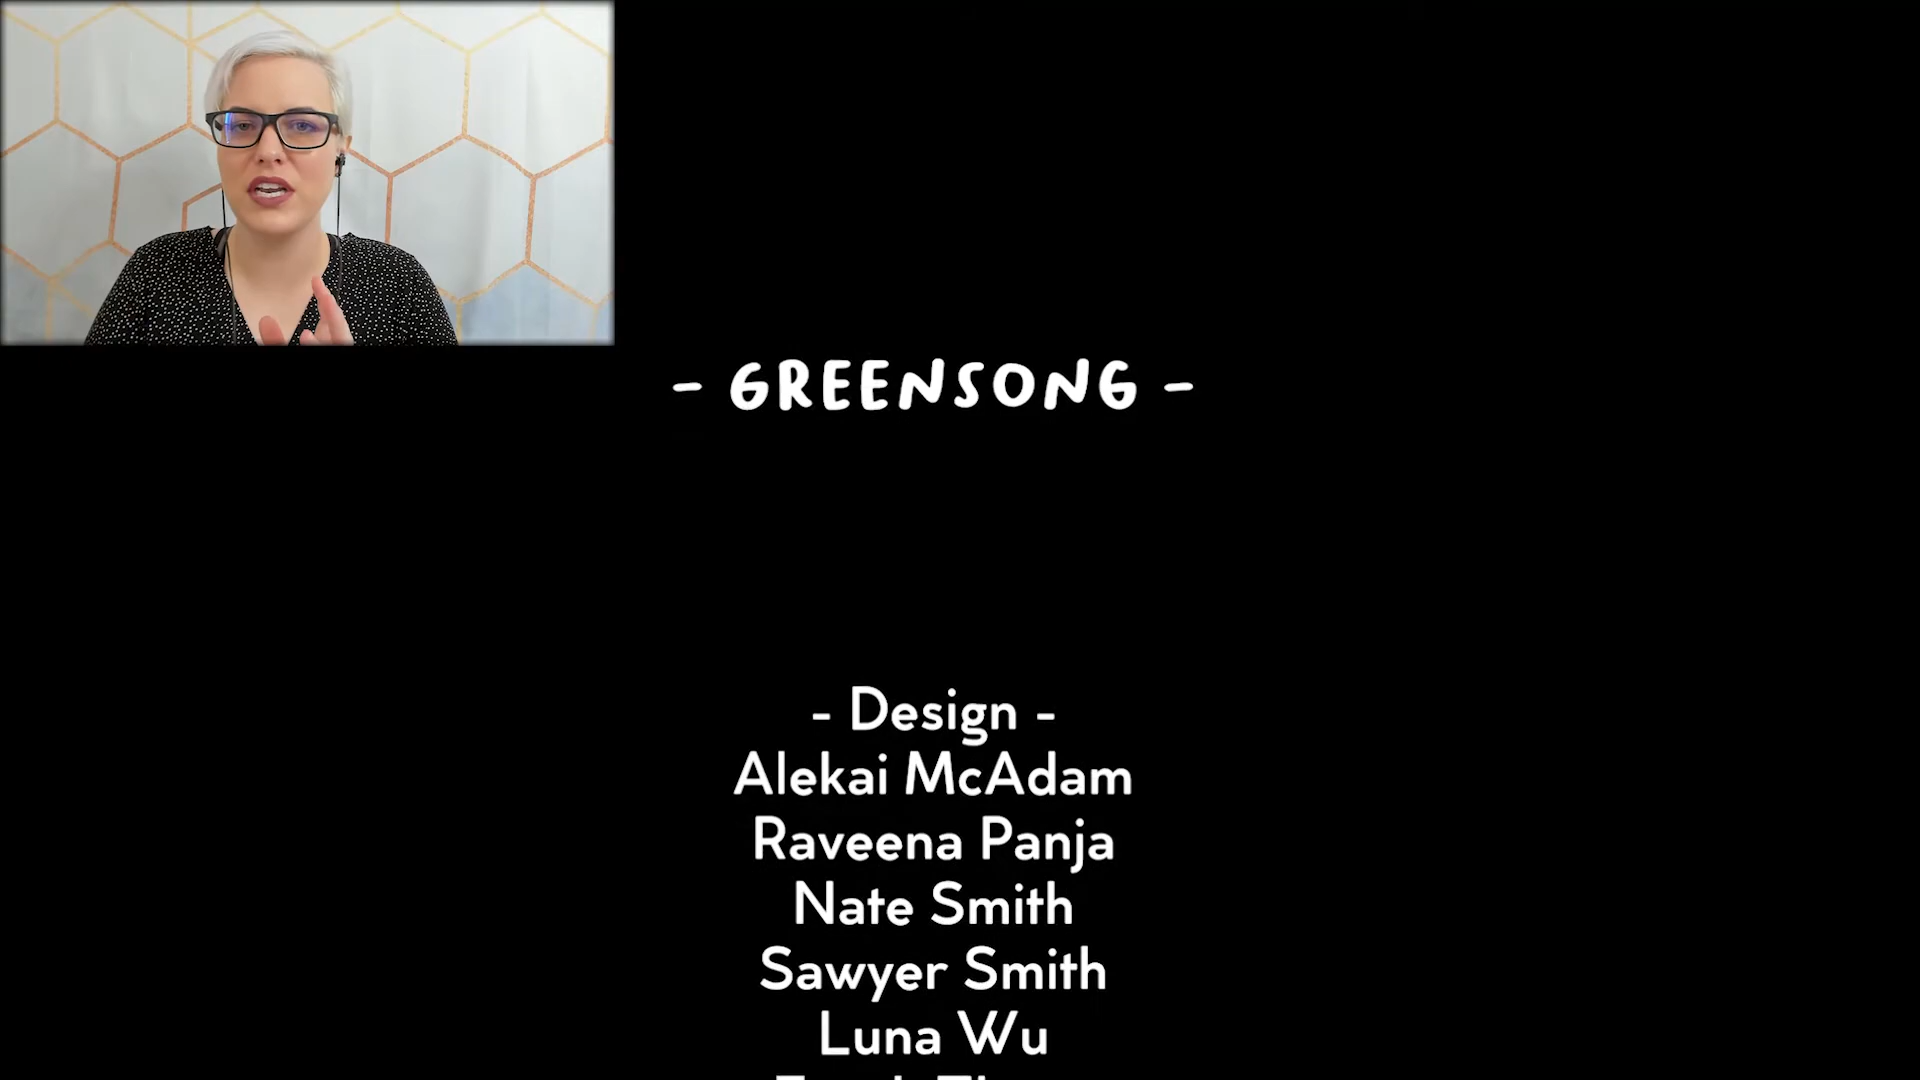 - GREENSONG -
- Design -
Alekai McAdam
Raveena Panja
Nate Smith
Sawyer Smith
Luna Wu